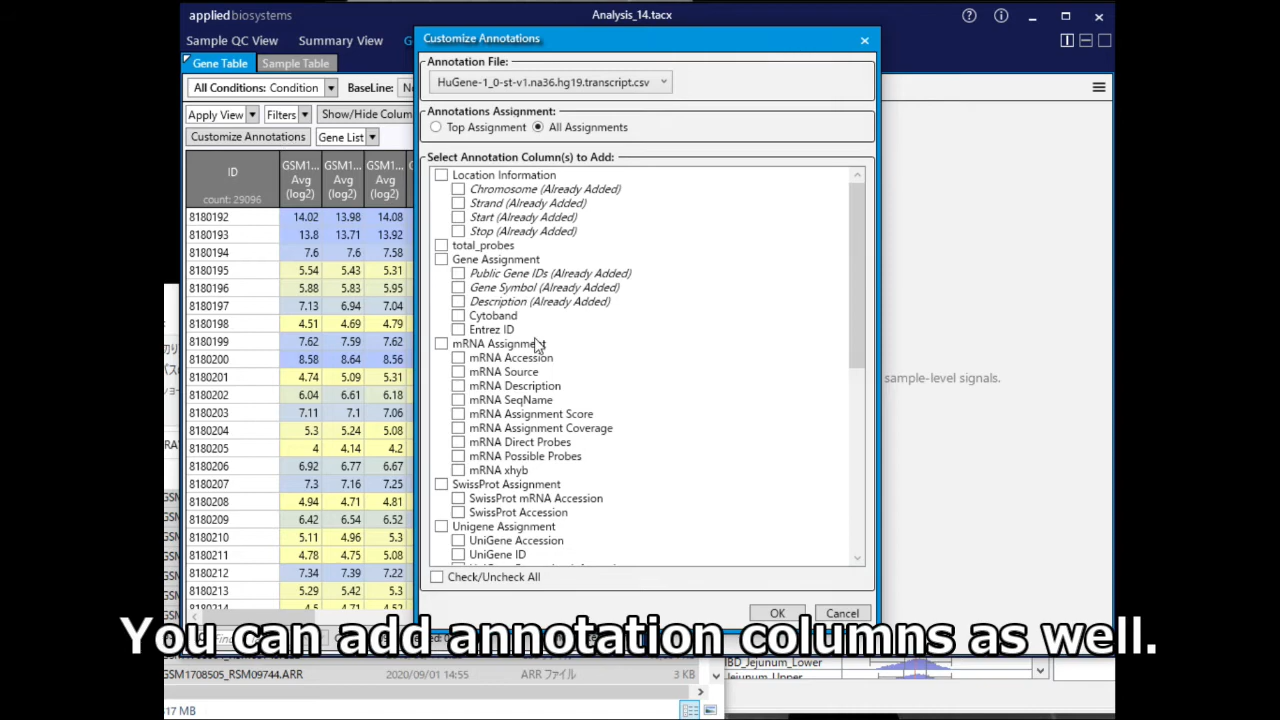 applied biosystems
Analysis_14.tacx
Sample QC View
Summary View
G
Gene Table
Sample Table
All Conditions: Condition
BaseLine:
Apply View
Filters
Show/Hide Colum
Customize Annotations
Gene List
ID
count: 29096
GSM1...
Avg
(log2)
GSM1...
Avg
(log2)
GSM1...
Avg
(log2)
8180192 14.02 13.98 14.08
8180193 13.8 13.71 13.92
8180194 7.6 7.6 7.58
8180195 5.54 5.43 5.31
8180196 5.88 5.83 5.95
8180197 7.13 6.94 7.04
8180198 4.51 4.69 4.79
8180199 7.62 7.59 7.62
8180200 8.58 8.64 8.56
8180201 4.74 5.09 5.31
8180202 6.04 6.61 6.18
8180203 7.11 7.1 7.06
8180204 5.3 5.24 5.08
8180205 4 4.14 4.2
8180206 6.92 6.77 6.67
8180207 7.3 7.16 7.25
8180208 4.94 4.71 4.81
8180209 6.42 6.54 6.52
8180210 5.11 4.96 5.3
8180211 4.78 4.75 5.08
8180212 7.34 7.39 7.22
8180213 5.29 5.42 5.3
8180214 4.5 4.71 4.52
Customize Annotations
Annotation File:
HuGene-1_0-st-v1.na36.hg19.transcript.csv
Annotations Assignment:
Top Assignment
All Assignments
Select Annotation Column(s) to Add:
Location Information
Chromosome (Already Added)
Strand (Already Added)
Start (Already Added)
Stop (Already Added)
total_probes
Gene Assignment
Public Gene IDs (Already Added)
Gene Symbol (Already Added)
Description (Already Added)
Cytoband
Entrez ID
mRNA Assignment
mRNA Accession
mRNA Source
mRNA Description
mRNA SeqName
mRNA Assignment Score
mRNA Assignment Coverage
mRNA Direct Probes
mRNA Possible Probes
mRNA xhyb
SwissProt Assignment
SwissProt mRNA Accession
SwissProt Accession
Unigene Assignment
UniGene Accession
UniGene ID
Check/Uncheck All
OK
Cancel
sample-level signals.
You can add annotation columns as well.
GSM1708505_RSM09744.ARR
2020/09/01 14:55
ARR ファイル
3 KB
IBD_Jejunum_Lower
Jejunum_Upper
17 MB